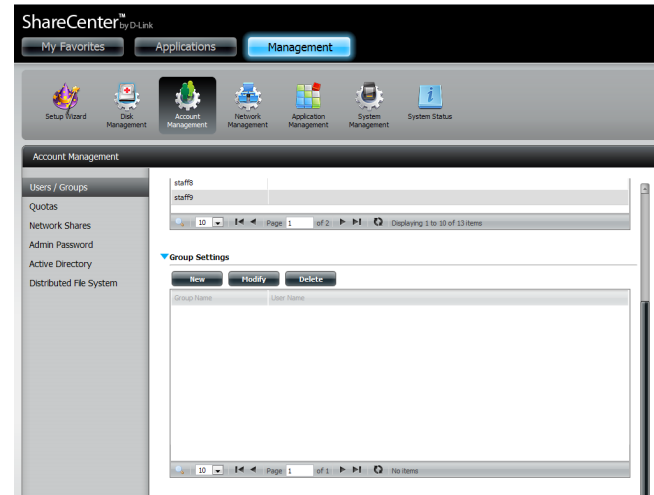 ShareCenter™ by D-Link
My Favorites Applications Management
Setup Wizard Disk Management Account Management Network Management Application Management System Management System Status
Account Management
Users / Groups
Quotas
Network Shares
Admin Password
Active Directory
Distributed File System
staff8
staff9
10 Page 1 of 2 Displaying 1 to 10 of 13 items
Group Settings
New Modify Delete
Group Name User Name
10 Page 1 of 1 No items